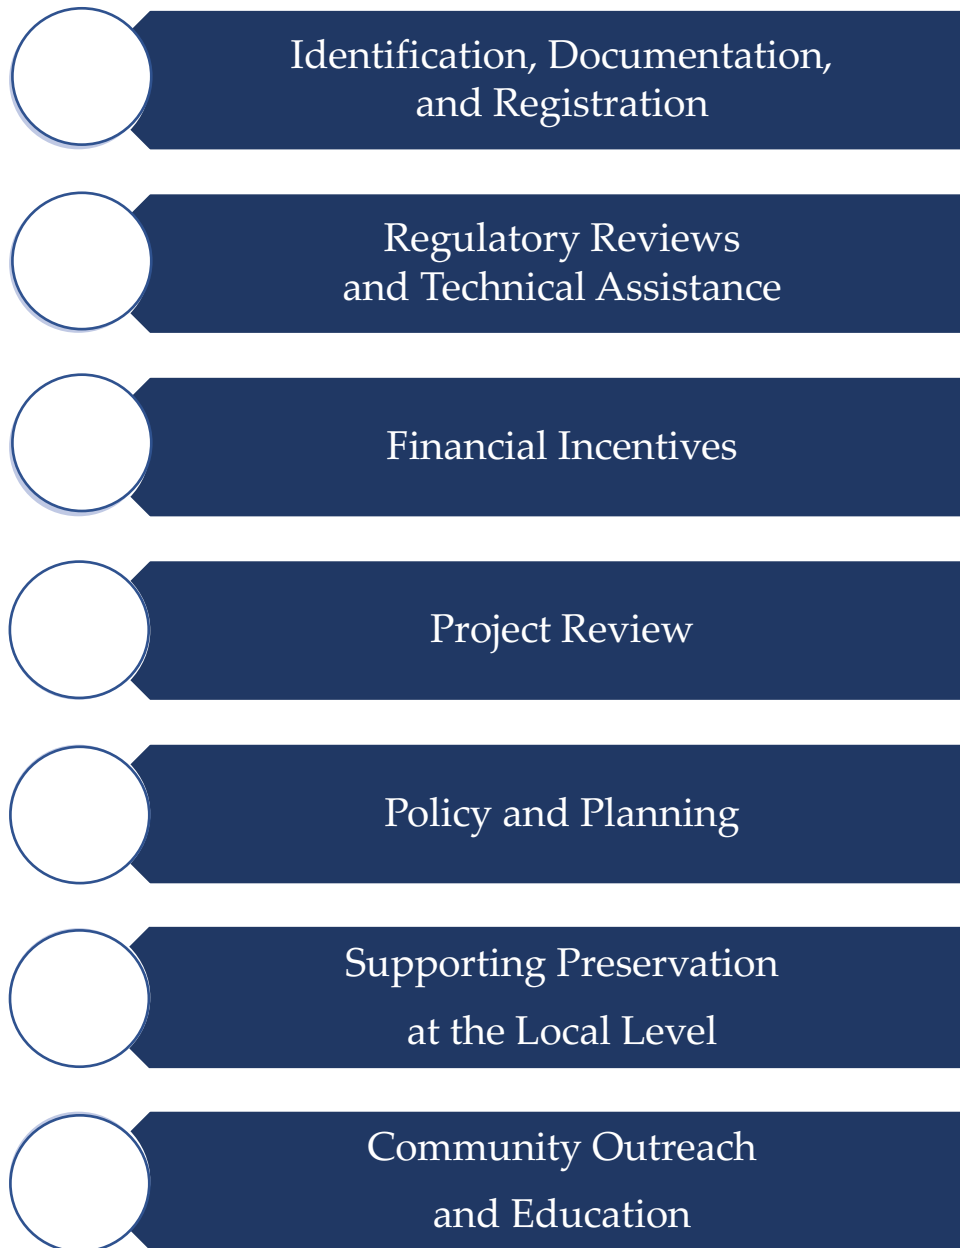 Identification, Documentation,
and Registration
Regulatory Reviews
and Technical Assistance
Financial Incentives
Project Review
Policy and Planning
Supporting Preservation
at the Local Level
Community Outreach
and Education